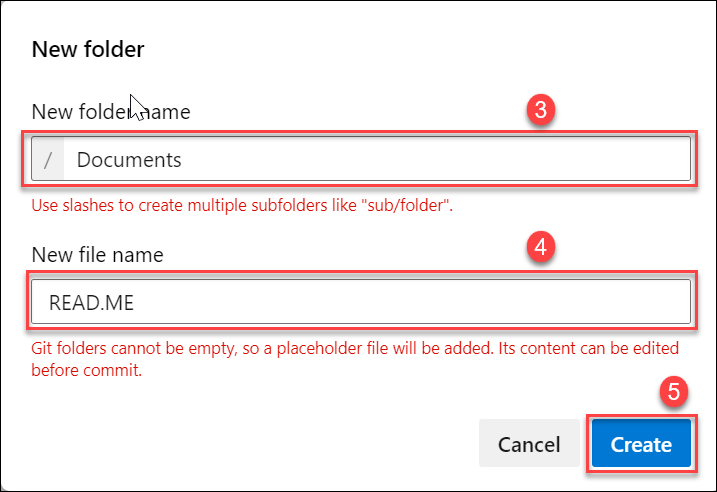 New folder
New folder name
3
/ Documents
Use slashes to create multiple subfolders like "sub/folder".
New file name
4
READ.ME
Git folders cannot be empty, so a placeholder file will be added. Its content can be edited
before commit.
5
Cancel
Create